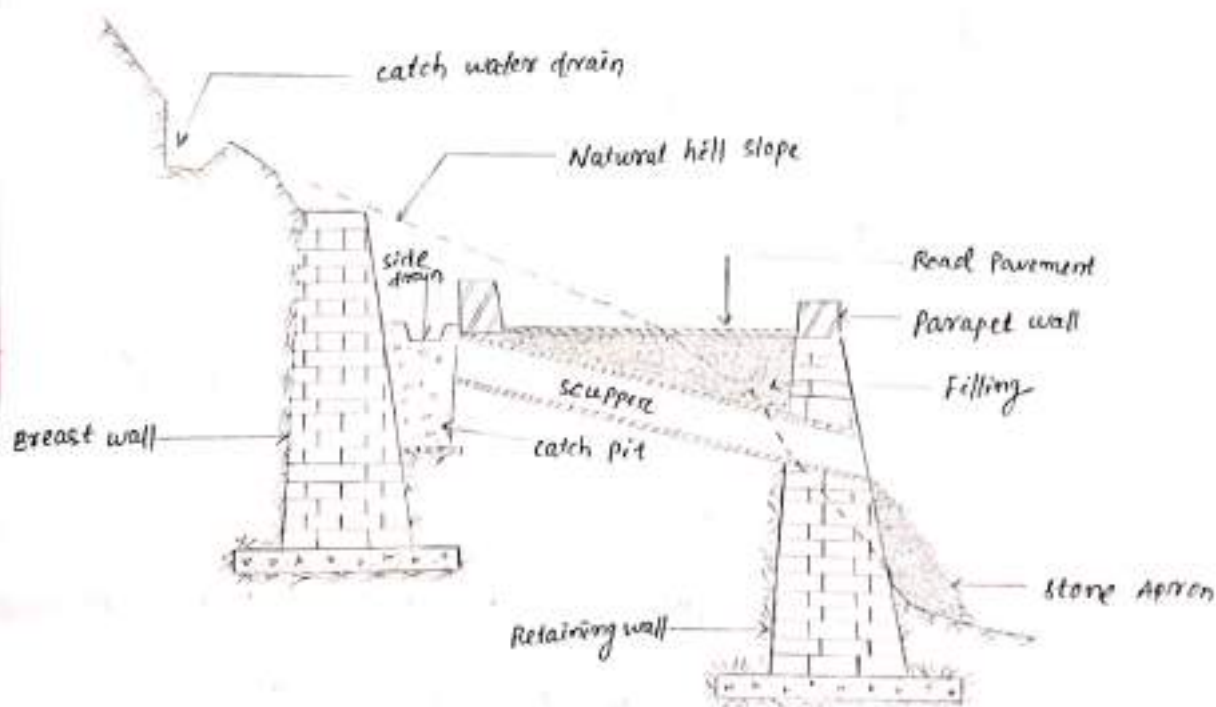 catch water drain
Natural hill slope
side
drain
Road Pavement
Parapet wall
Filling
scupper
Breast wall
catch pit
Stone Apron
Retaining wall